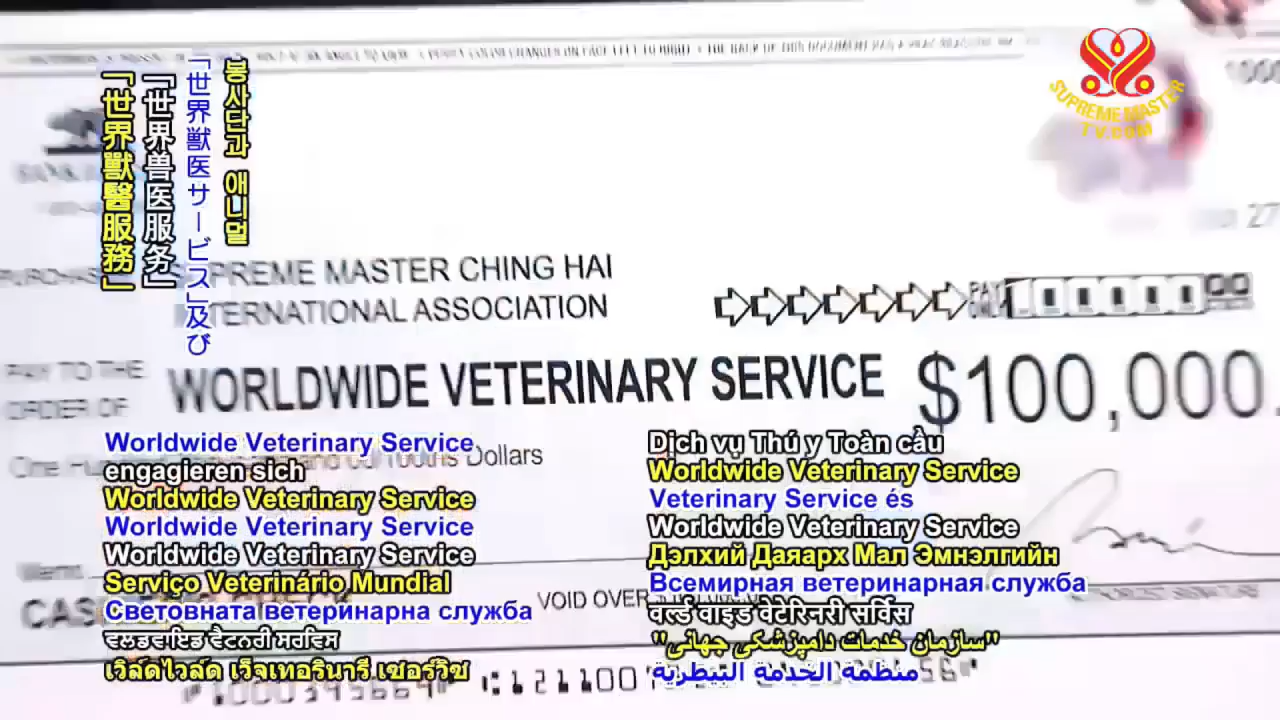 SUPREME MASTER
TV.COM
봉사단과 애니멀
「世界獣医サービス」及び
「世界兽医服务」
「世界獸醫服務」
SUPREME MASTER CHING HAI
INTERNATIONAL ASSOCIATION
PAY TO THE
ORDER OF
WORLDWIDE VETERINARY SERVICE
$100,000.
Dollars
VOID OVER
Worldwide Veterinary Service
engagieren sich
Worldwide Veterinary Service
Worldwide Veterinary Service
Worldwide Veterinary Service
Serviço Veterinário Mundial
Световната ветеринарна служба
ਵਲਡਵਾਇਡ ਵੈਟਨਰੀ ਸਰਵਿਸ
เวิล์ดไวล์ด เว็จเทอรินารี เซอร์วิซ
Dịch vụ Thú y Toàn cầu
Worldwide Veterinary Service
Veterinary Service és
Worldwide Veterinary Service
Дэлхий Даяарх Мал Эмнэлгийн
Всемирная ветеринарная служба
वर्ल्ड वाइड वेटेरिनरी सर्विस
"سازمان خدمات دامپزشکی جهانی"
منظمة الخدمة البيطرية